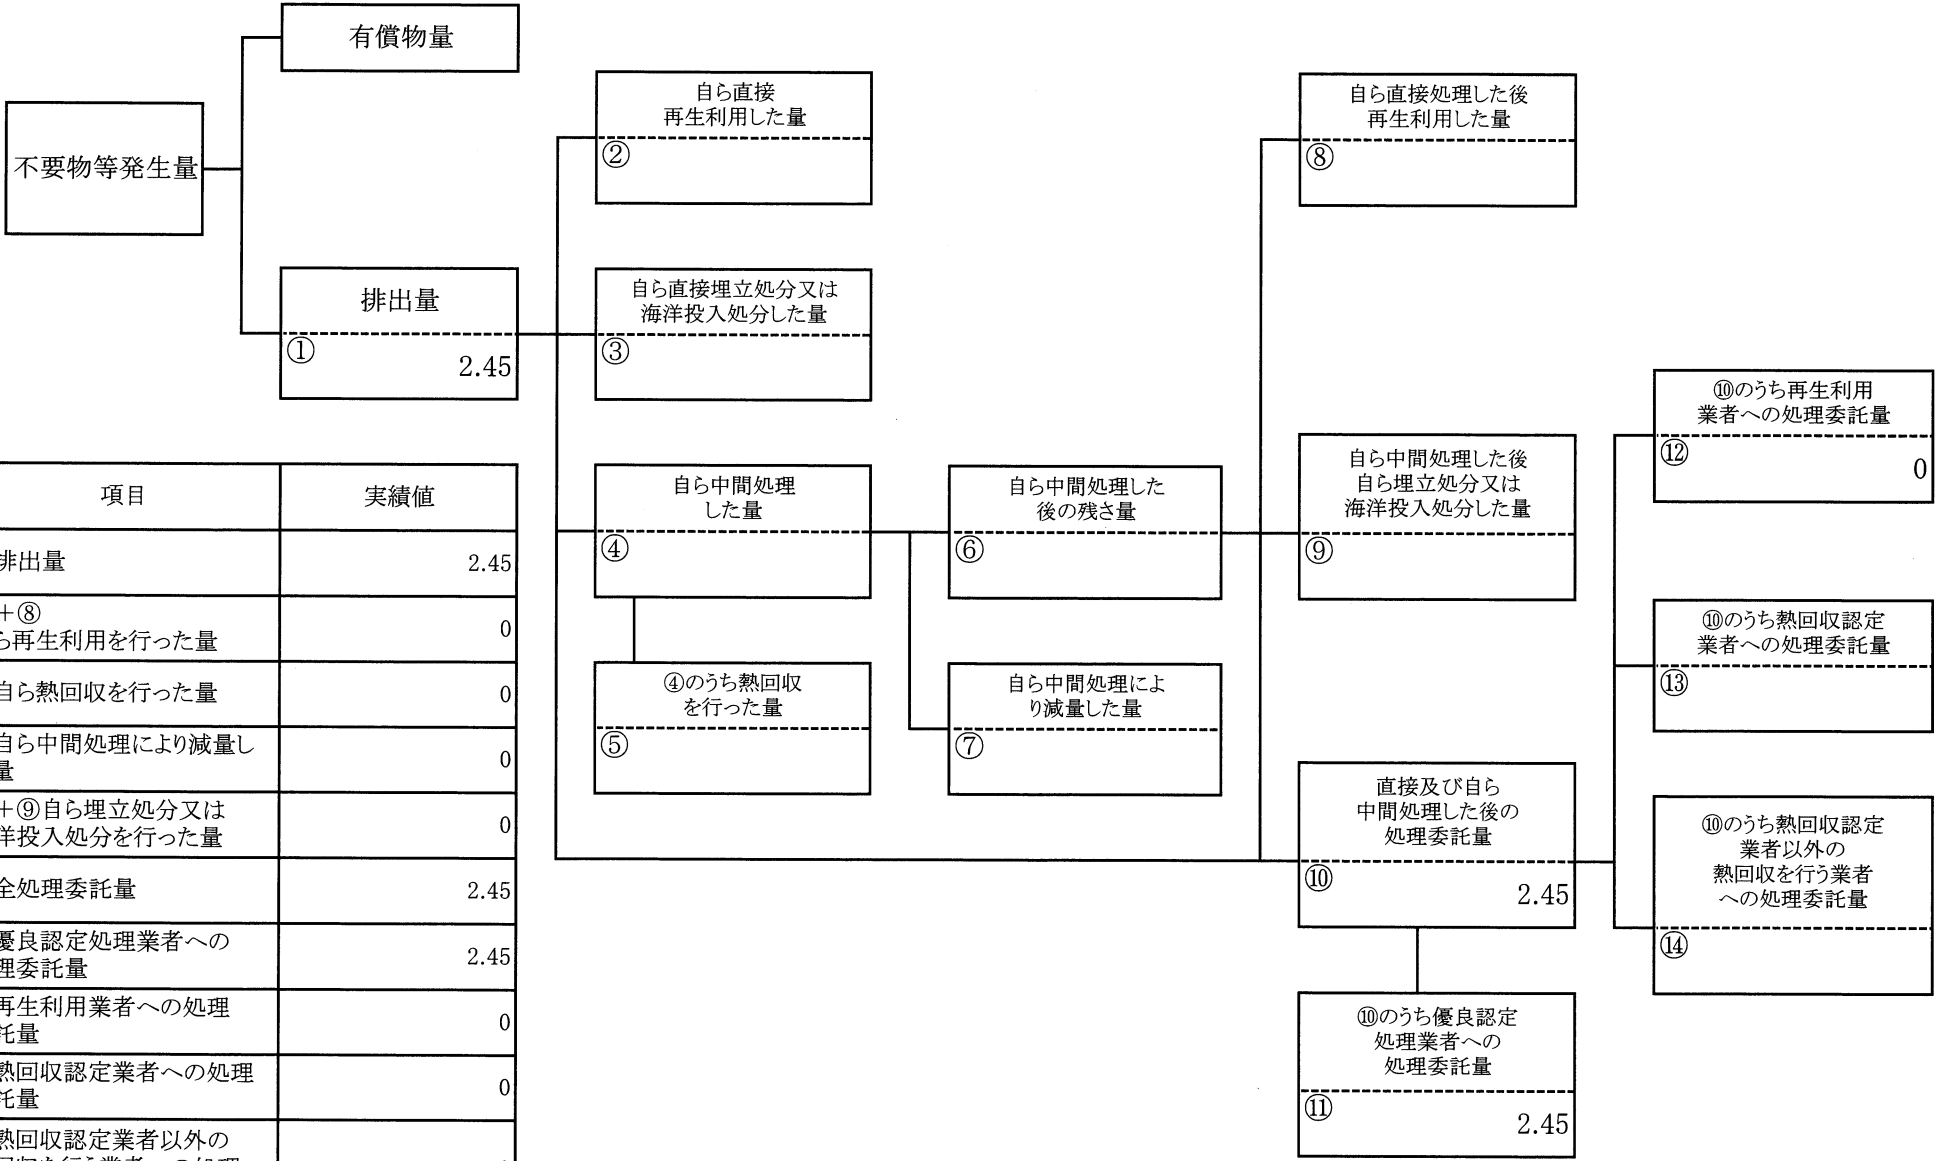 有償物量
不要物等発生量
排出量
①
2.45
自ら直接
再生利用した量
②
自ら直接埋立処分又は
海洋投入処分した量
③
自ら中間処理
した量
④
④のうち熱回収
を行った量
⑤
自ら中間処理した
後の残さ量
⑥
自ら中間処理によ
り減量した量
⑦
自ら直接処理した後
再生利用した量
⑧
自ら中間処理した後
自ら埋立処分又は
海洋投入処分した量
⑨
直接及び自ら
中間処理した後の
処理委託量
⑩
2.45
⑩のうち優良認定
処理業者への
処理委託量
⑪
2.45
⑩のうち再生利用
業者への処理委託量
⑫
0
⑩のうち熱回収認定
業者への処理委託量
⑬
⑩のうち熱回収認定
業者以外の
熱回収を行う業者
への処理委託量
⑭
項目 実績値
排出量 2.45
+⑧
ら再生利用を行った量 0
自ら熱回収を行った量 0
自ら中間処理により減量し
量 0
+⑨自ら埋立処分又は
洋投入処分を行った量 0
全処理委託量 2.45
優良認定処理業者への
理委託量 2.45
再生利用業者への処理
託量 0
熱回収認定業者への処理
託量 0
熱回収認定業者以外の